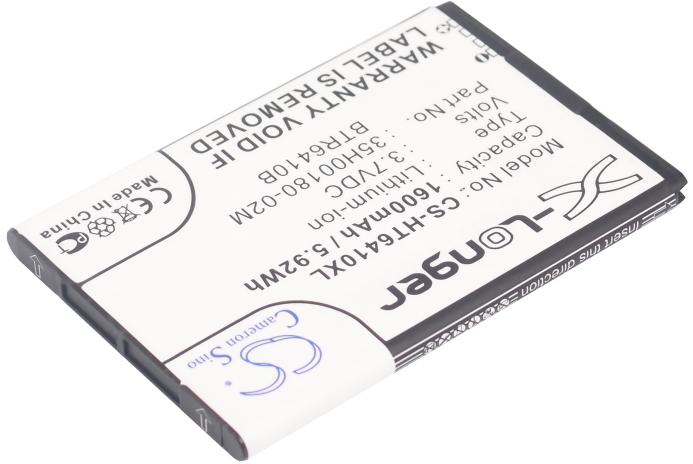 X-Longer
Model No.: CS-HT6410XL
Capacity: 1600mAh / 5.92Wh
Type Lithium-ion
Volts 3.7VDC
Part No.: 35H00180-02M
BTR6410B
WARRANTY VOID IF
LABEL IS REMOVED
Made in China
CS
Cameron Sino
Insert this direction